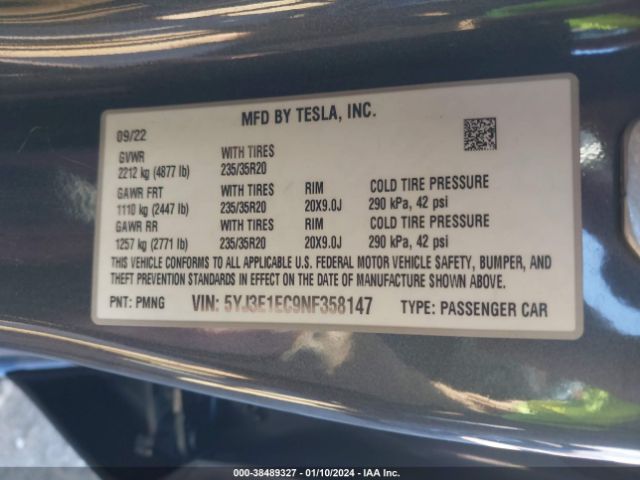 MFD BY TESLA, INC.
09/22
GVWR WITH TIRES
2212 kg (4877 lb) 235/35R20
GAWR FRT WITH TIRES RIM COLD TIRE PRESSURE
1110 kg (2447 lb) 235/35R20 20X9.0J 290 kPa, 42 psi
GAWR RR WITH TIRES RIM COLD TIRE PRESSURE
1257 kg (2771 lb) 235/35R20 20X9.0J 290 kPa, 42 psi
THIS VEHICLE CONFORMS TO ALL APPLICABLE U.S. FEDERAL MOTOR VEHICLE SAFETY, BUMPER, AND
THEFT PREVENTION STANDARDS IN EFFECT ON THE DATE OF MANUFACTURE SHOWN ABOVE.
PNT: PMNG VIN: 5YJ3E1EC9NF358147 TYPE: PASSENGER CAR
000-38489327 - 01/10/2024 - IAA Inc.